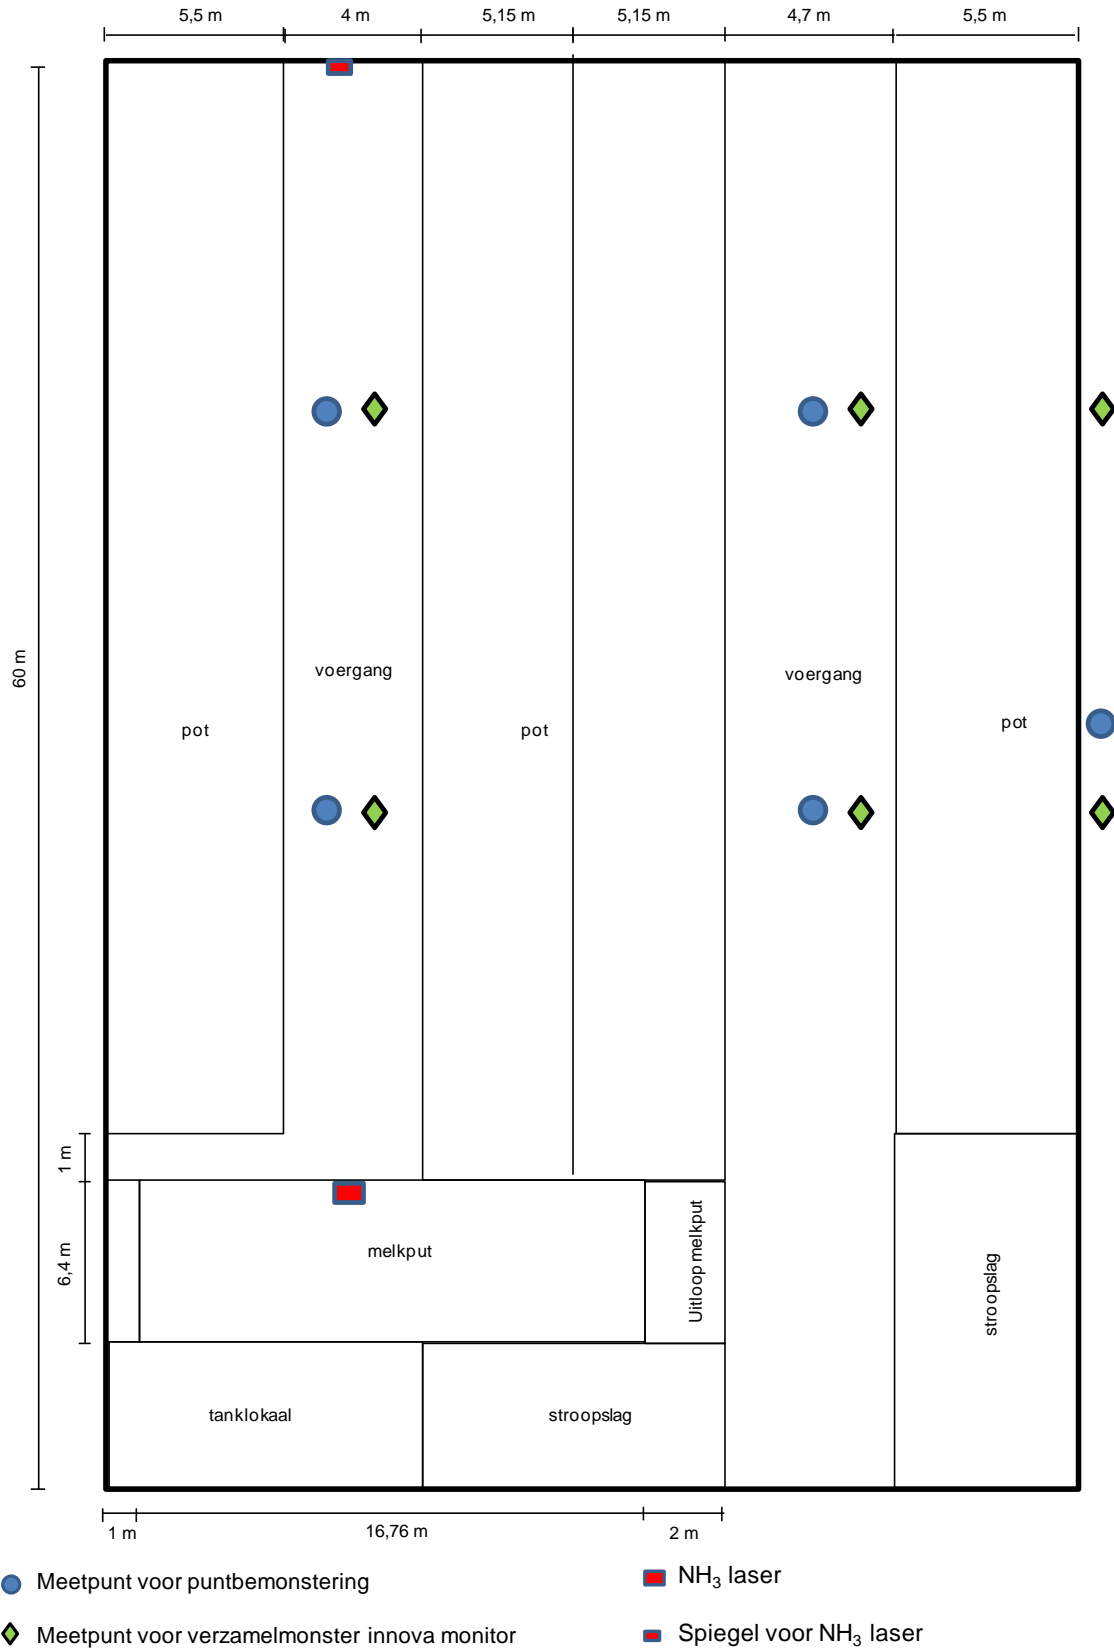 5,5 m 4 m 5,15 m 5,15 m 4,7 m 5,5 m
60 m
voergang
voergang
pot
pot
pot
1 m
6,4 m
melkput
Uitloop melkput
stroopslag
tanklokaal
stroopslag
1 m 16,76 m 2 m
Meetpunt voor puntbemonstering
NH₃ laser
Meetpunt voor verzamelmonster innova monitor
Spiegel voor NH₃ laser